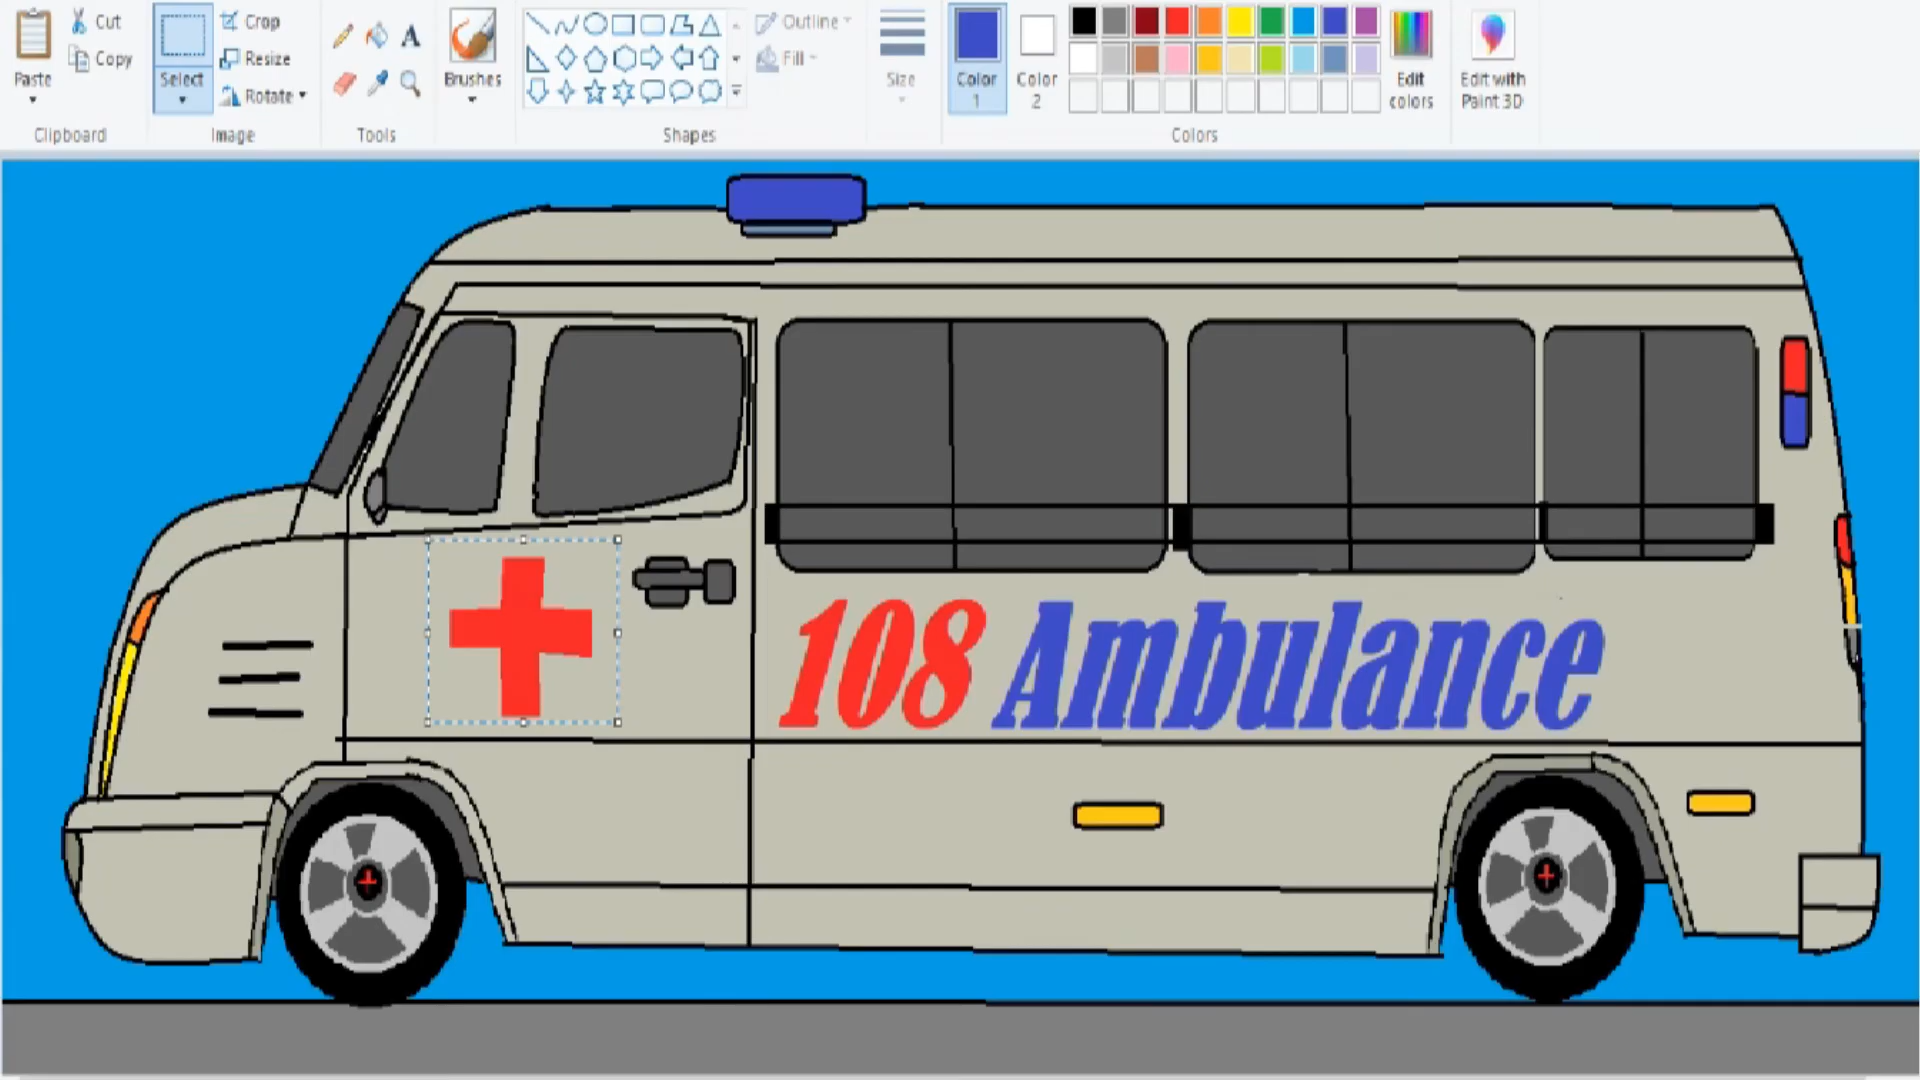 Cut
Copy
Paste
Clipboard
Crop
Resize
Rotate
Select
Image
A
Tools
Brushes
Shapes
Outline
Fill
Size
Color 1
Color 2
Colors
Edit colors
Edit with Paint 3D
108 Ambulance